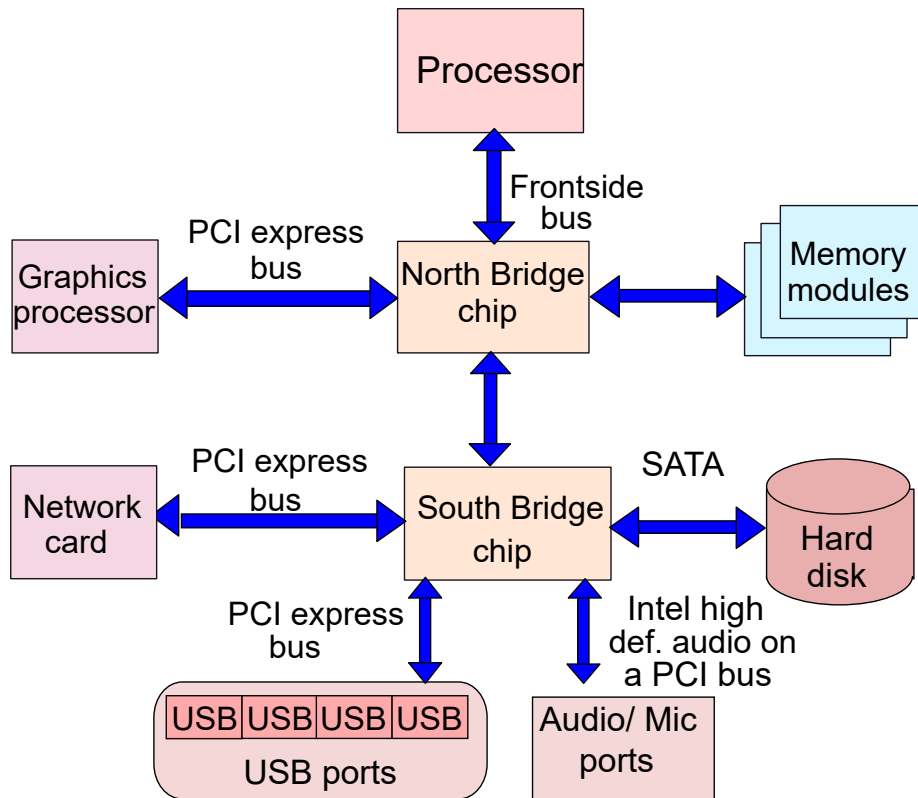 Processor
Frontside
bus
PCI express
bus
Graphics
processor
North Bridge
chip
Memory
modules
PCI express
bus
SATA
Network
card
South Bridge
chip
Hard
disk
PCI express
bus
Intel high
def. audio on
a PCI bus
USB USB USB USB
USB ports
Audio/ Mic
ports